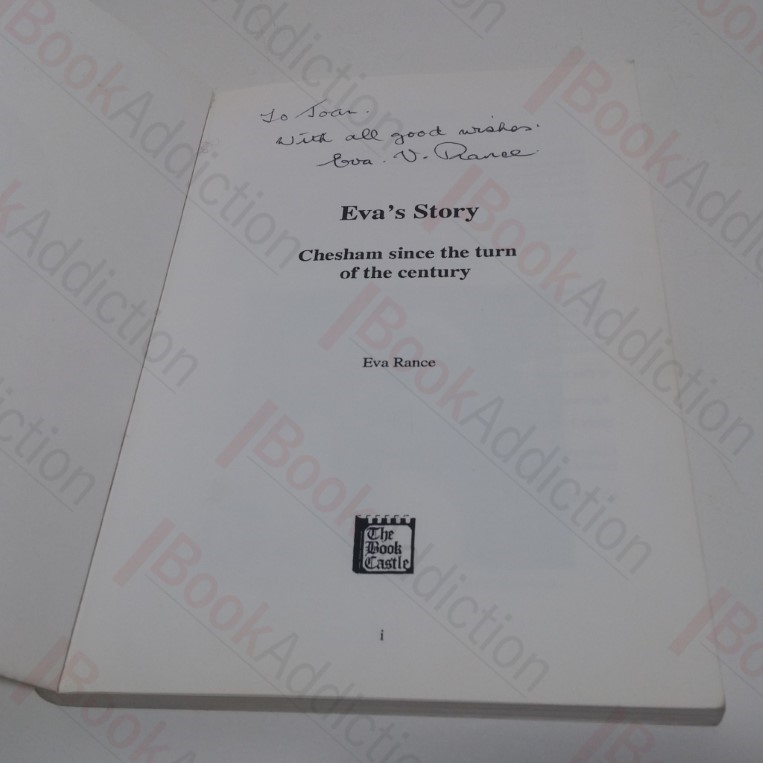 To Joan.
With all good wishes.
Eva. V. Rance.
Eva's Story
Chesham since the turn
of the century
Eva Rance
The
Book
Castle
i
BookAddiction